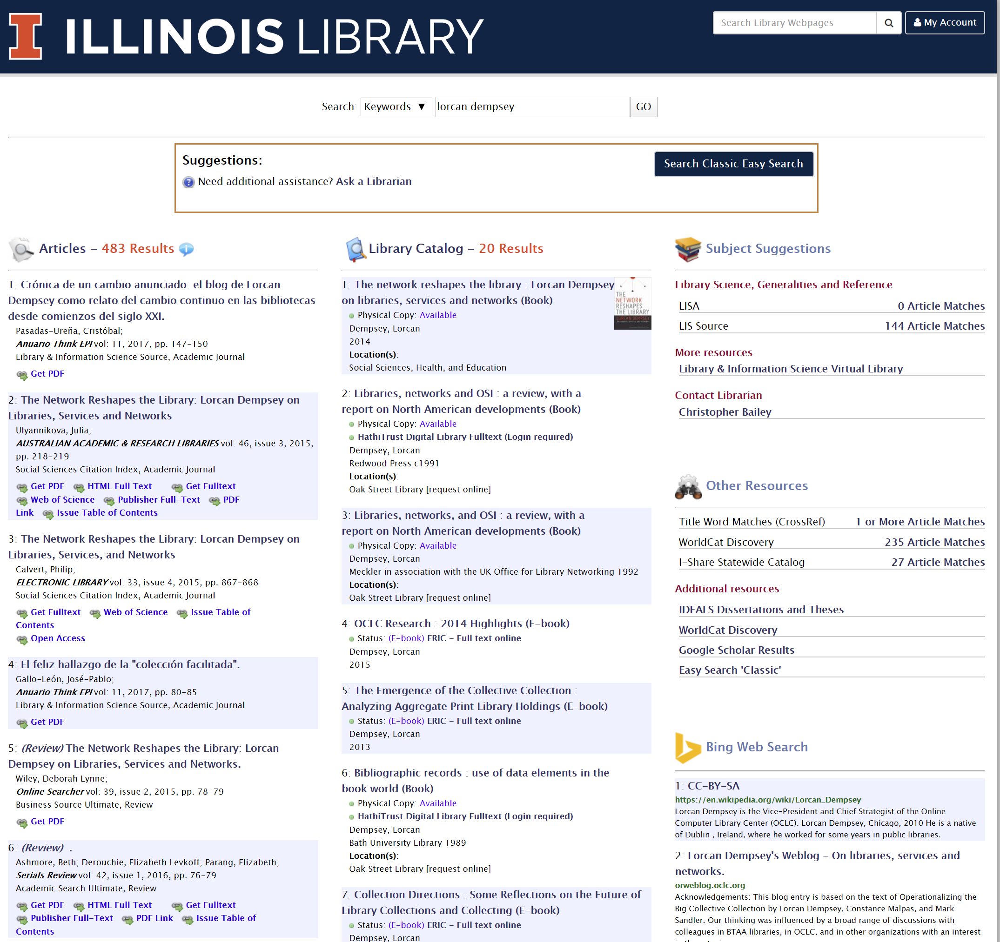 I ILLINOIS LIBRARY
Search Library Webpages
My Account
Search: Keywords ▼ lorcan dempsey GO
Suggestions:
Search Classic Easy Search
? Need additional assistance? Ask a Librarian
Articles - 483 Results i
1: Crónica de un cambio anunciado: el blog de Lorcan
Dempsey como relato del cambio continuo en las bibliotecas
desde comienzos del siglo XXI.
Pasadas-Ureña, Cristóbal;
Anuario Think EPI vol: 11, 2017, pp. 147-150
Library & Information Science Source, Academic Journal
Get PDF
2: The Network Reshapes the Library: Lorcan Dempsey on
Libraries, Services and Networks
Ulyannikova, Julia;
AUSTRALIAN ACADEMIC & RESEARCH LIBRARIES vol: 46, issue 3, 2015,
pp. 218-219
Social Sciences Citation Index, Academic Journal
Get PDF HTML Full Text Get Fulltext
Web of Science Publisher Full-Text PDF
Link Issue Table of Contents
3: The Network Reshapes the Library: Lorcan Dempsey on
Libraries, Services, and Networks
Calvert, Philip;
ELECTRONIC LIBRARY vol: 33, issue 4, 2015, pp. 867-868
Social Sciences Citation Index, Academic Journal
Get Fulltext Web of Science Issue Table of
Contents
Open Access
4: El feliz hallazgo de la "colección facilitada".
Gallo-León, José-Pablo;
Anuario Think EPI vol: 11, 2017, pp. 80-85
Library & Information Science Source, Academic Journal
Get PDF
5: (Review) The Network Reshapes the Library: Lorcan
Dempsey on Libraries, Services and Networks.
Wiley, Deborah Lynne;
Online Searcher vol: 39, issue 2, 2015, pp. 78-79
Business Source Ultimate, Review
Get PDF
6: (Review) .
Ashmore, Beth; Derouchie, Elizabeth Levkoff; Parang, Elizabeth;
Serials Review vol: 42, issue 1, 2016, pp. 76-79
Academic Search Ultimate, Review
Get PDF HTML Full Text Get Fulltext
Publisher Full-Text PDF Link Issue Table of
Contents
Library Catalog - 20 Results
1: The network reshapes the library : Lorcan Dempsey
on libraries, services and networks (Book)
Physical Copy: Available
Dempsey, Lorcan
2014
Location(s):
Social Sciences, Health, and Education
THE
NETWORK
RESHAPES
THE LIBRARY
LORCAN DEMPSEY
2: Libraries, networks and OSI : a review, with a
report on North American developments (Book)
Physical Copy: Available
HathiTrust Digital Library Fulltext (Login required)
Dempsey, Lorcan
Redwood Press c1991
Location(s):
Oak Street Library [request online]
3: Libraries, networks, and OSI : a review, with a
report on North American developments (Book)
Physical Copy: Available
Dempsey, Lorcan
Meckler in association with the UK Office for Library Networking 1992
Location(s):
Oak Street Library [request online]
4: OCLC Research : 2014 Highlights (E-book)
Status: (E-book) ERIC - Full text online
Dempsey, Lorcan
2015
5: The Emergence of the Collective Collection :
Analyzing Aggregate Print Library Holdings (E-book)
Status: (E-book) ERIC - Full text online
Dempsey, Lorcan
2013
6: Bibliographic records : use of data elements in the
book world (Book)
Physical Copy: Available
HathiTrust Digital Library Fulltext (Login required)
Dempsey, Lorcan
Bath University Library 1989
Location(s):
Oak Street Library [request online]
7: Collection Directions : Some Reflections on the Future of
Library Collections and Collecting (E-book)
Status: (E-book) ERIC - Full text online
Dempsey, Lorcan
Subject Suggestions
Library Science, Generalities and Reference
LISA 0 Article Matches
LIS Source 144 Article Matches
More resources
Library & Information Science Virtual Library
Contact Librarian
Christopher Bailey
Other Resources
Title Word Matches (CrossRef) 1 or More Article Matches
WorldCat Discovery 235 Article Matches
I-Share Statewide Catalog 27 Article Matches
Additional resources
IDEALS Dissertations and Theses
WorldCat Discovery
Google Scholar Results
Easy Search 'Classic'
Bing Web Search
1: CC-BY-SA
https://en.wikipedia.org/wiki/Lorcan_Dempsey
Lorcan Dempsey is the Vice-President and Chief Strategist of the Online
Computer Library Center (OCLC). Lorcan Dempsey, Chicago, 2010 He is a native
of Dublin , Ireland, where he worked for some years in public libraries.
2: Lorcan Dempsey's Weblog - On libraries, services and
networks.
orweblog.oclc.org
Acknowledgements: This blog entry is based on the text of Operationalizing the
Big Collective Collection by Lorcan Dempsey, Constance Malpas, and Mark
Sandler. Our thinking was influenced by a broad range of discussions with
colleagues in BTAA libraries, in OCLC, and in other organizations with an interest